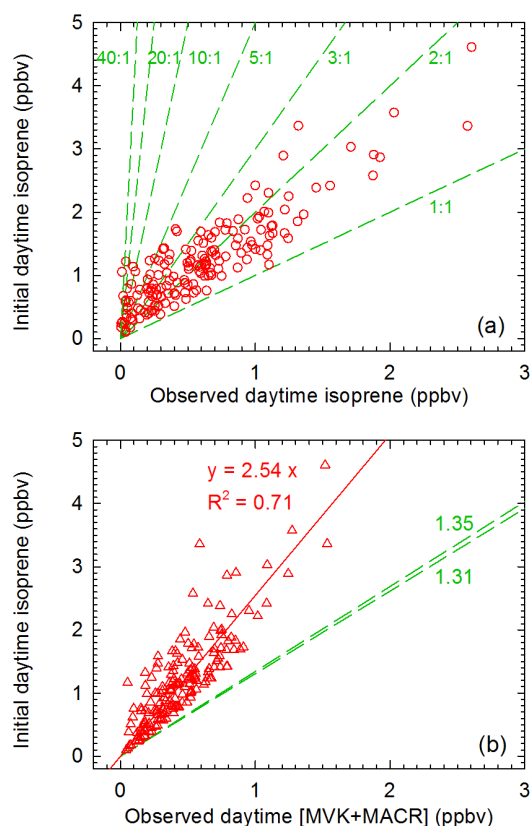 (a)
5
40:1 20:1 10:1 5:1 3:1 2:1
4
3
2
1:1
1
0
(a)
0 1 2 3
Initial daytime isoprene (ppbv)
Observed daytime isoprene (ppbv)
(b)
5
y = 2.54 x
R² = 0.71
4
1.35
1.31
3
2
1
0
(b)
0 1 2 3
Initial daytime isoprene (ppbv)
Observed daytime [MVK+MACR] (ppbv)